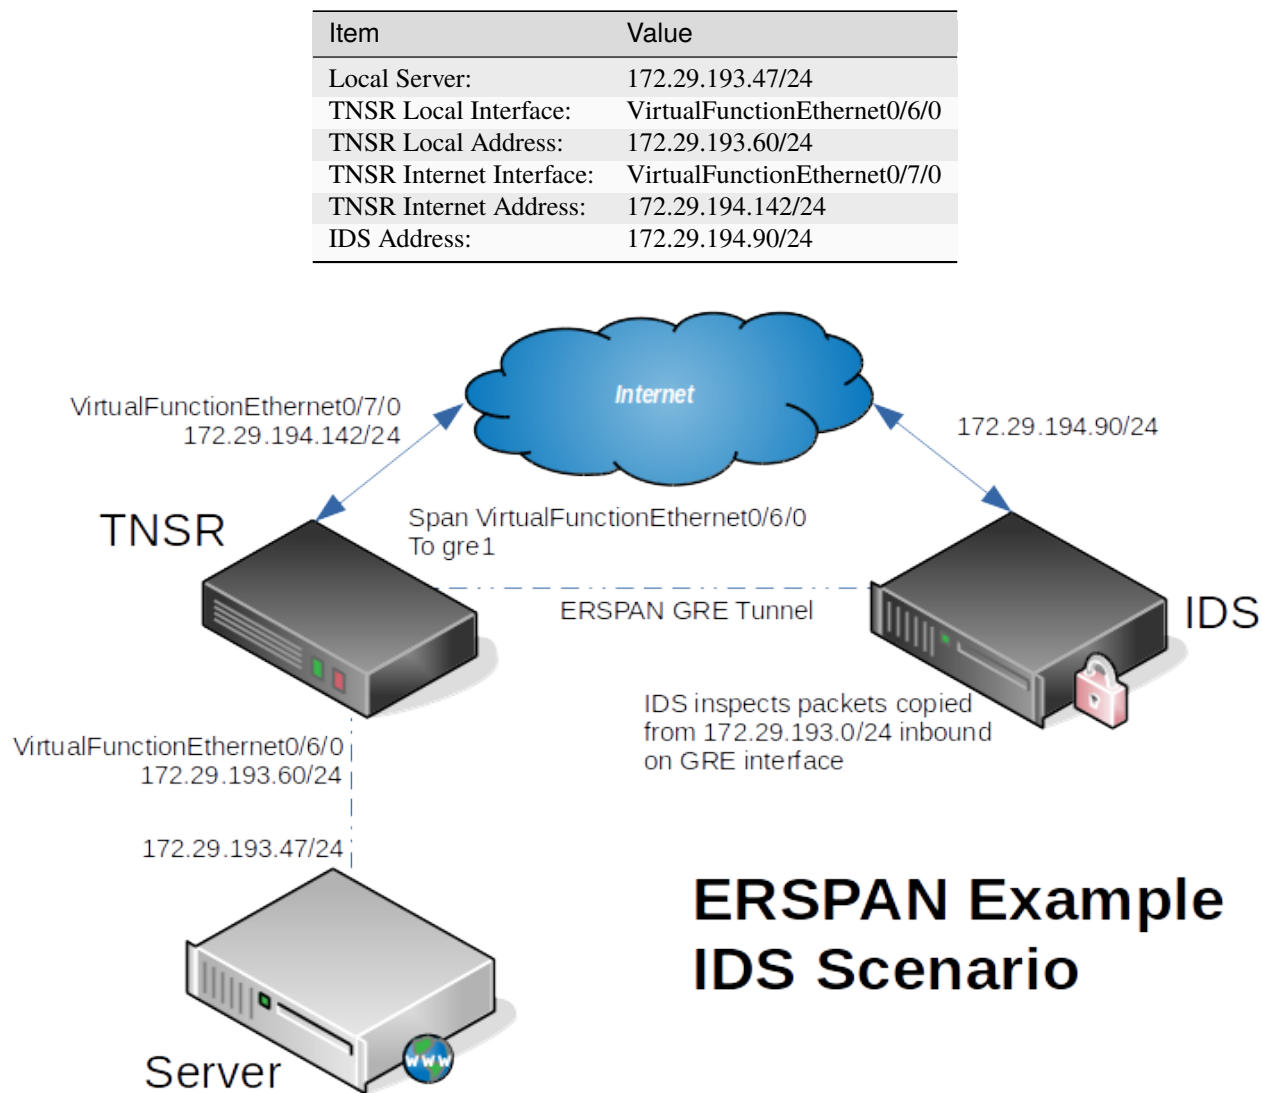 Item Value
Local Server: 172.29.193.47/24
TNSR Local Interface: VirtualFunctionEthernet0/6/0
TNSR Local Address: 172.29.193.60/24
TNSR Internet Interface: VirtualFunctionEthernet0/7/0
TNSR Internet Address: 172.29.194.142/24
IDS Address: 172.29.194.90/24
Internet
VirtualFunctionEthernet0/7/0
172.29.194.142/24
172.29.194.90/24
TNSR
Span VirtualFunctionEthernet0/6/0
To gre1
ERSPAN GRE Tunnel
IDS
IDS inspects packets copied
from 172.29.193.0/24 inbound
on GRE interface
VirtualFunctionEthernet0/6/0
172.29.193.60/24
172.29.193.47/24
ERSPAN Example
IDS Scenario
www
Server